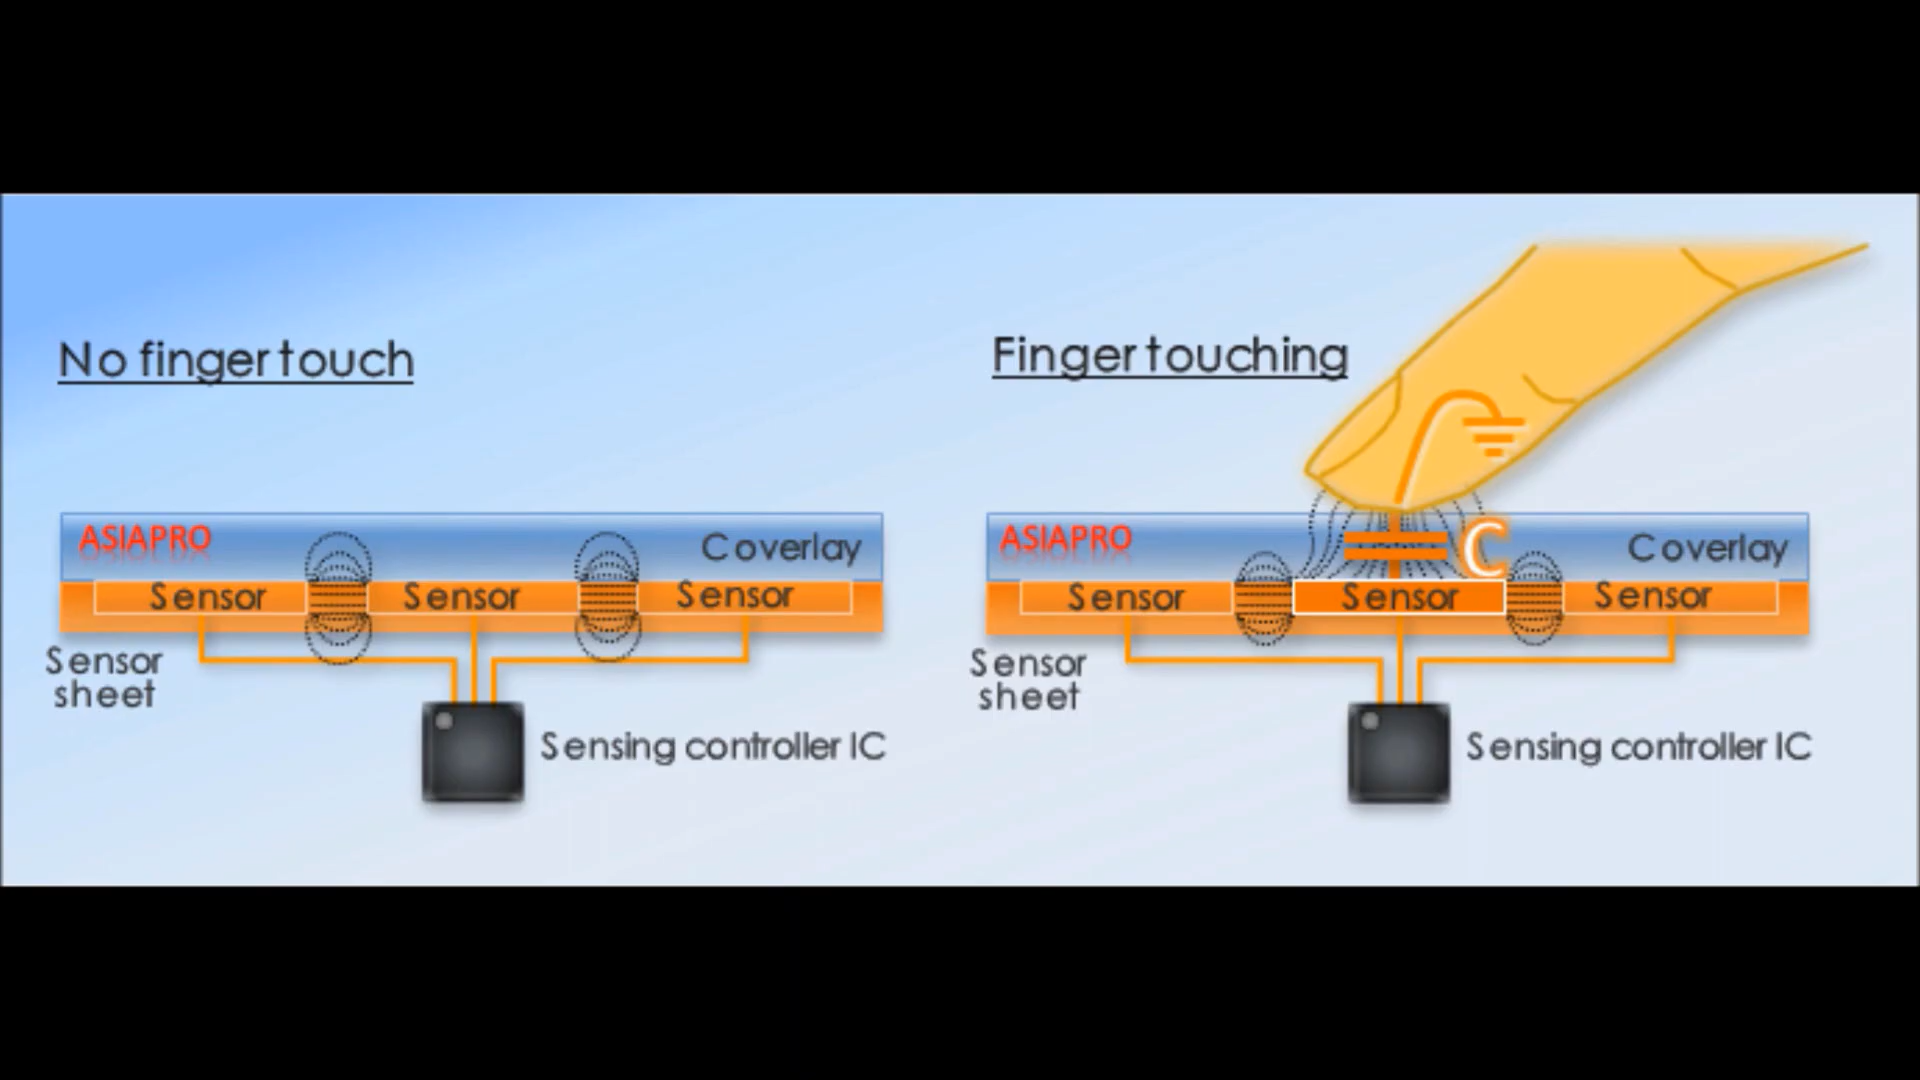 No finger touch
ASIAPRO
Coverlay
Sensor
Sensor
Sensor
Sensor
sheet
Sensing controller IC
Finger touching
ASIAPRO
C
Coverlay
Sensor
Sensor
Sensor
Sensor
sheet
Sensing controller IC